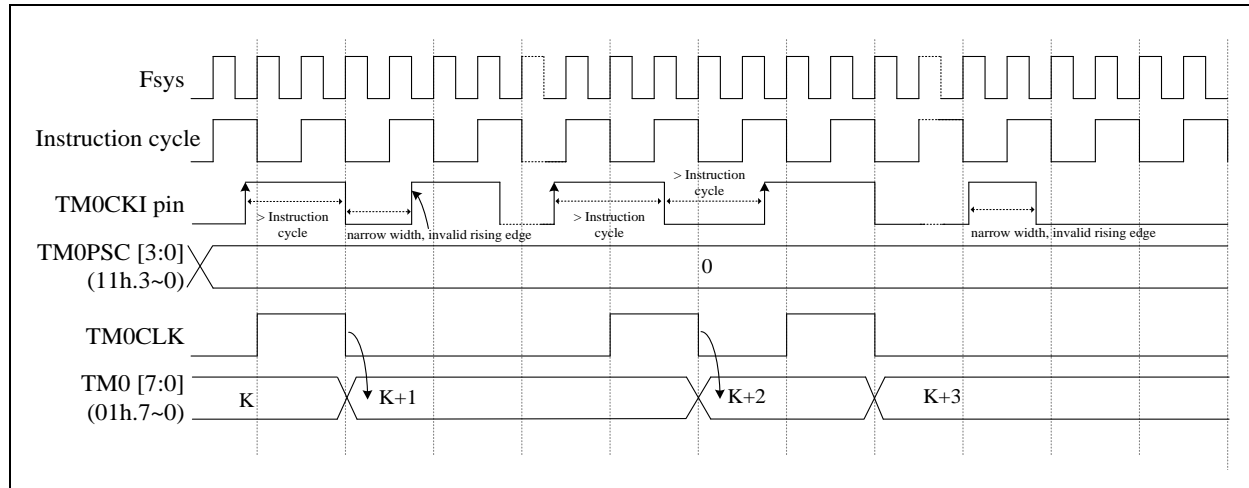 Fsys
Instruction cycle
TM0CKI pin
> Instruction
cycle
narrow width, invalid rising edge
> Instruction
cycle
> Instruction
cycle
narrow width, invalid rising edge
TM0PSC [3:0]
(11h.3~0)
0
TM0CLK
TM0 [7:0]
(01h.7~0)
K
K+1
K+2
K+3